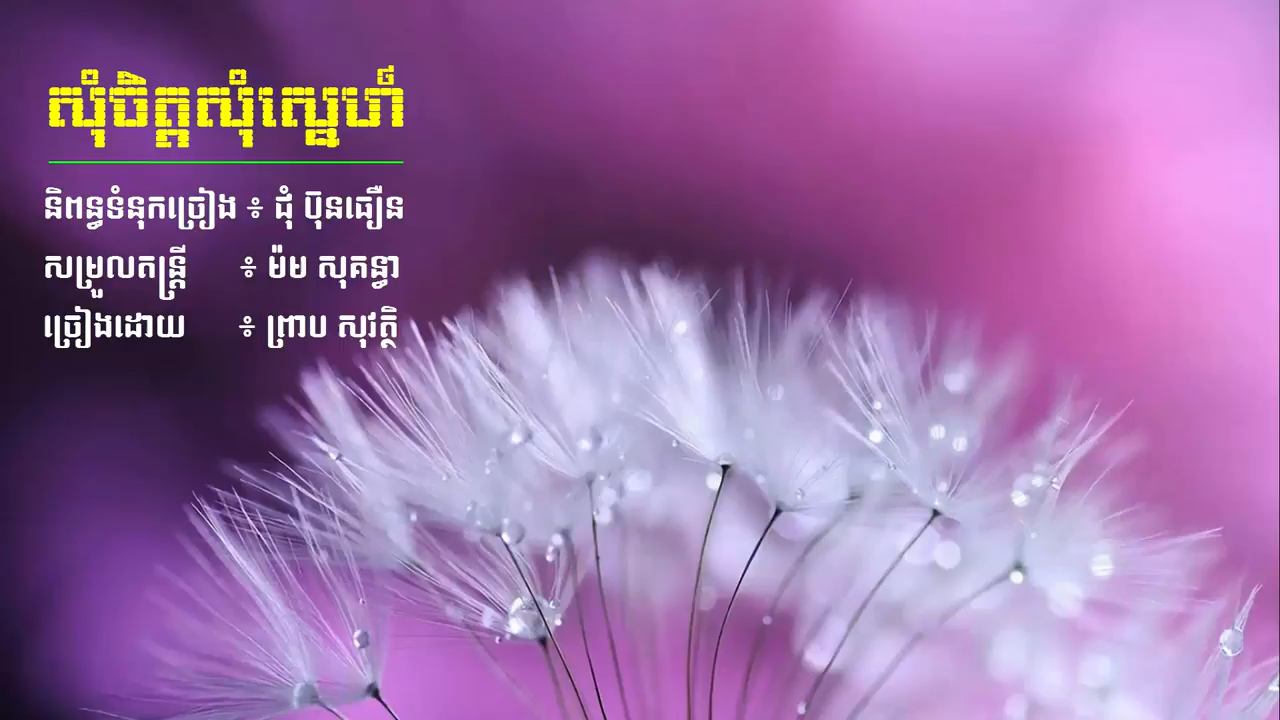 សុំចិត្តសុំស្នេហ៍
និពន្ធទំនុកច្រៀង ៖ ដុំ ប៊ុនធឿន
សម្រួលតន្ត្រី ៖ ម៉ម សុគន្ធា
ច្រៀងដោយ ៖ ព្រាប សុវត្ថិ